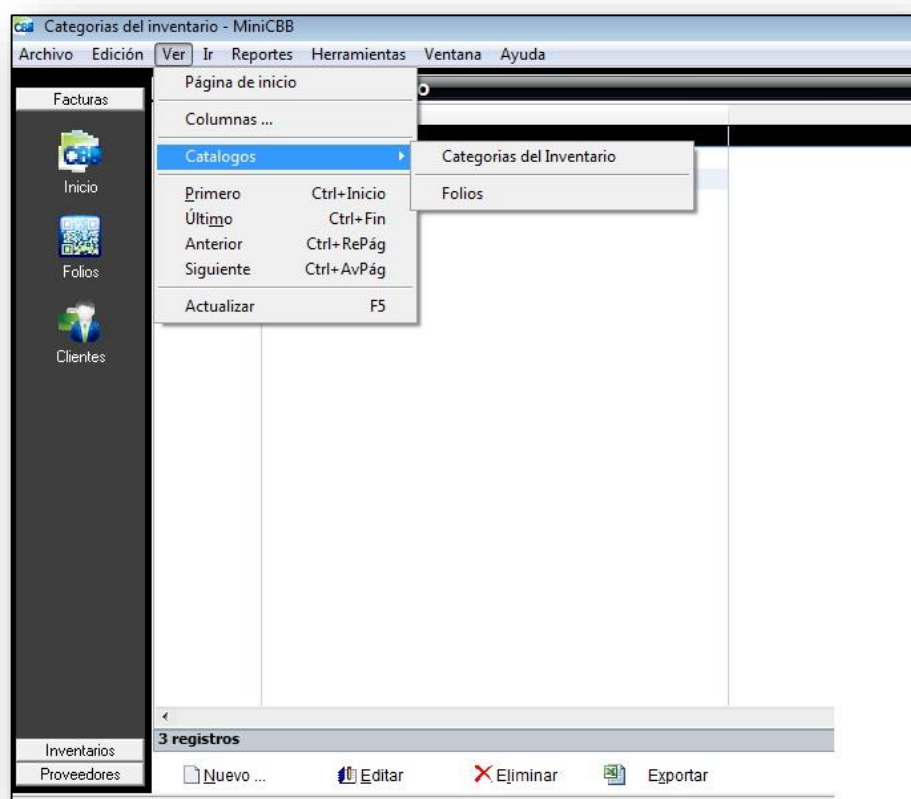 Categorias del inventario - MiniCBB
Archivo Edición Ver Ir Reportes Herramientas Ventana Ayuda
Facturas
Inicio
Folios
Clientes
Página de inicio
Columnas ...
Catalogos
Primero Ctrl+Inicio
Último Ctrl+Fin
Anterior Ctrl+RePág
Siguiente Ctrl+AvPág
Actualizar F5
Categorias del Inventario
Folios
3 registros
Inventarios
Proveedores
Nuevo ... Editar Eliminar Exportar